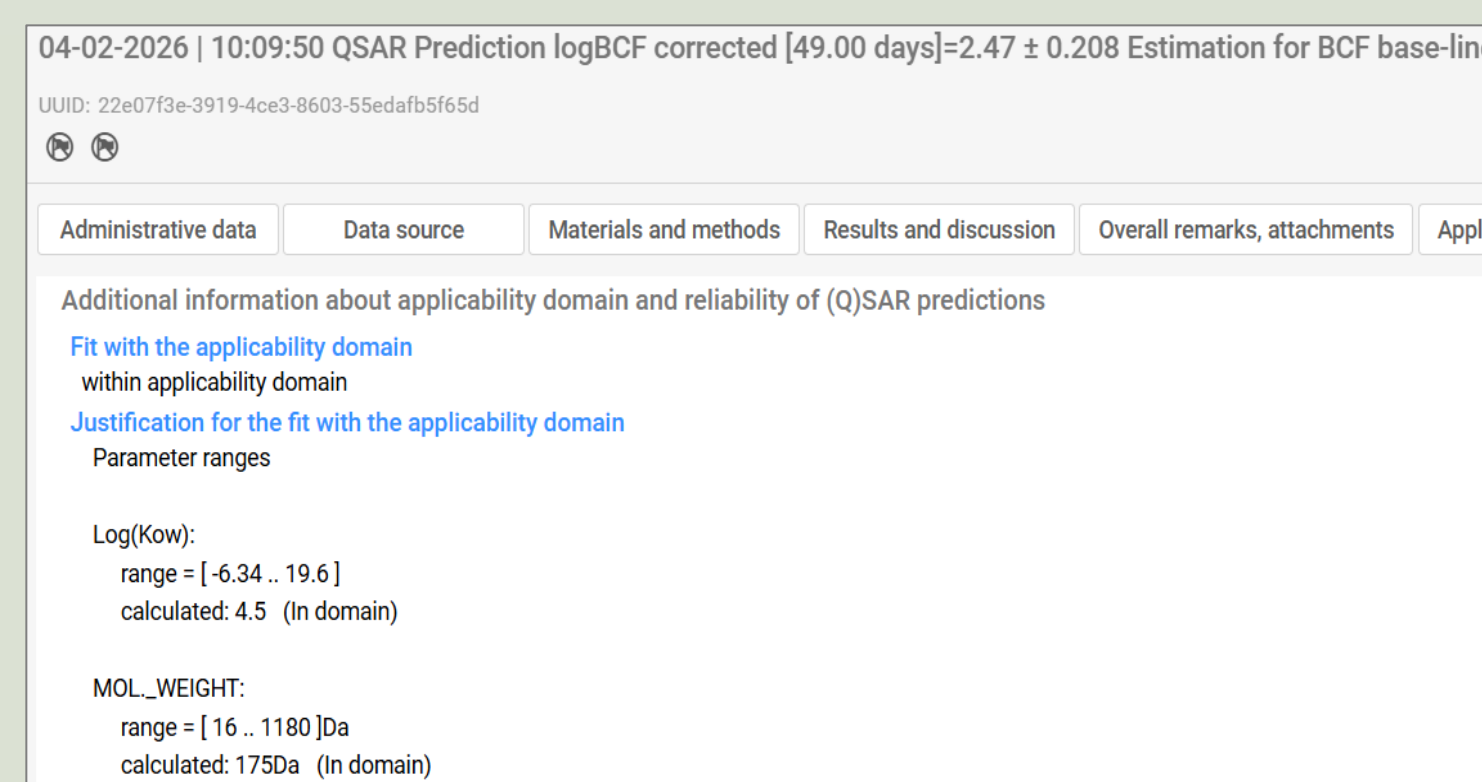 04-02-2026 | 10:09:50 QSAR Prediction logBCF corrected [49.00 days]=2.47 ± 0.208 Estimation for BCF
UUID: 22e07f3e-3919-4ce3-8603-55edafb5f65d
Administrative data Data source Materials and methods Results and discussion Overall remarks, attachments
Additional information about applicability domain and reliability of (Q)SAR predictions
Fit with the applicability domain
within applicability domain
Justification for the fit with the applicability domain
Parameter ranges
Log(Kow):
range = [ -6.34 .. 19.6 ]
calculated: 4.5 (In domain)
MOL._WEIGHT:
range = [ 16 .. 1180 ]Da
calculated: 175Da (In domain)